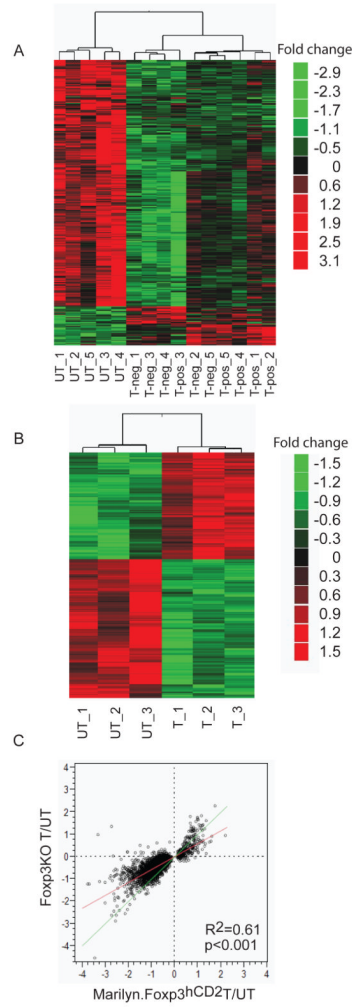 A
Fold change
-2.9
-2.3
-1.7
-1.1
-0.5
0
0.6
1.2
1.9
2.5
3.1
UT_1
UT_2
UT_5
UT_3
UT_4
T-neg_1
T-neg_3
T-neg_4
T-pos_3
T-neg_2
T-neg_5
T-pos_5
T-pos_4
T-pos_1
T-pos_2
B
Fold change
-1.5
-1.2
-0.9
-0.6
-0.3
0
0.3
0.6
0.9
1.2
1.5
UT_1
UT_2
UT_3
T_1
T_2
T_3
C
Foxp3KO T/UT
4
3
2
1
0
-1
-2
-3
-4
R2=0.61
p<0.001
-4 -3 -2 -1 0 1 2 3 4
Marilyn.Foxp3hCD2T/UT